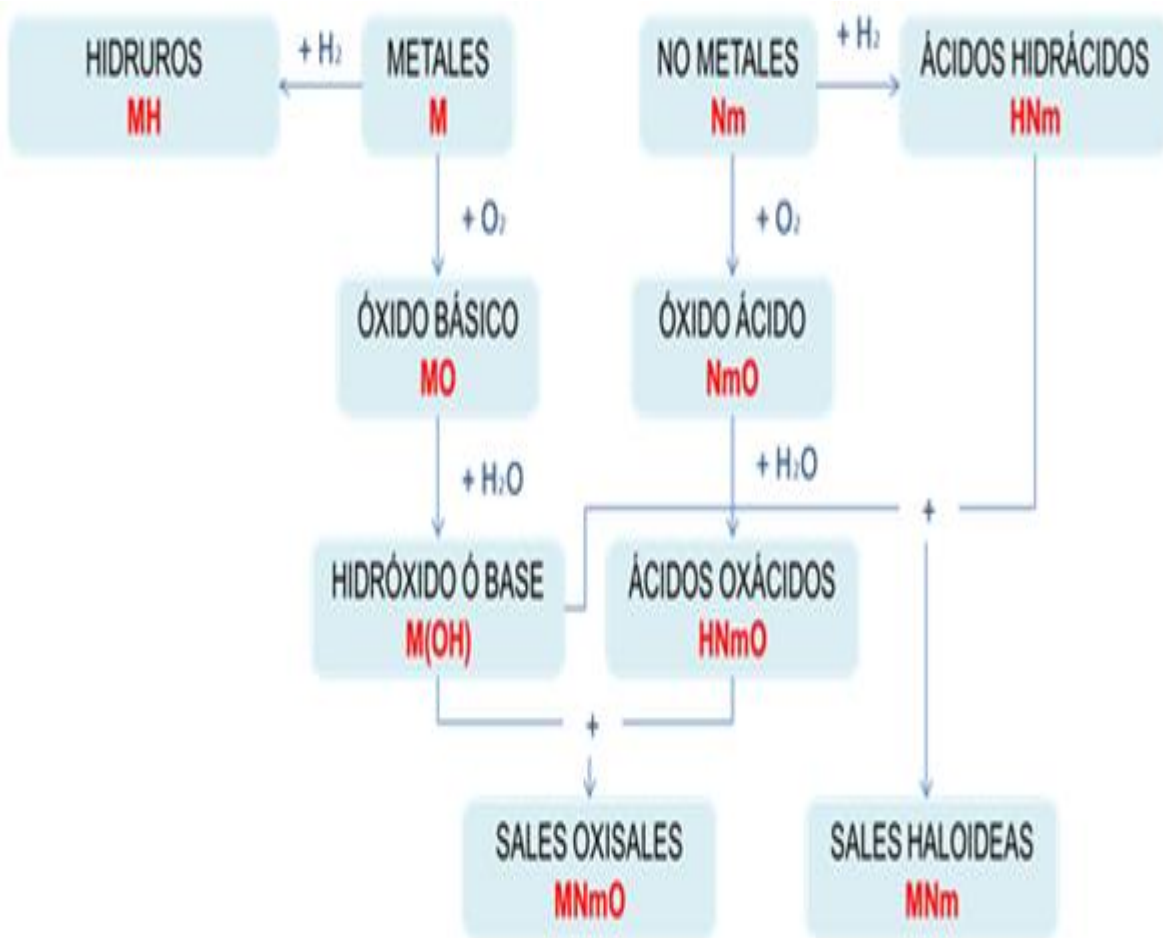 HIDRUROS
MH
+ H₂
METALES
M
NO METALES
Nm
+ H₂
ÁCIDOS HIDRÁCIDOS
HNm
+ O₂
+ O₂
ÓXIDO BÁSICO
MO
ÓXIDO ÁCIDO
NmO
+ H₂O
+ H₂O
+
HIDRÓXIDO Ó BASE
M(OH)
ÁCIDOS OXÁCIDOS
HNmO
+
SALES OXISALES
MNmO
SALES HALOIDEAS
MNm